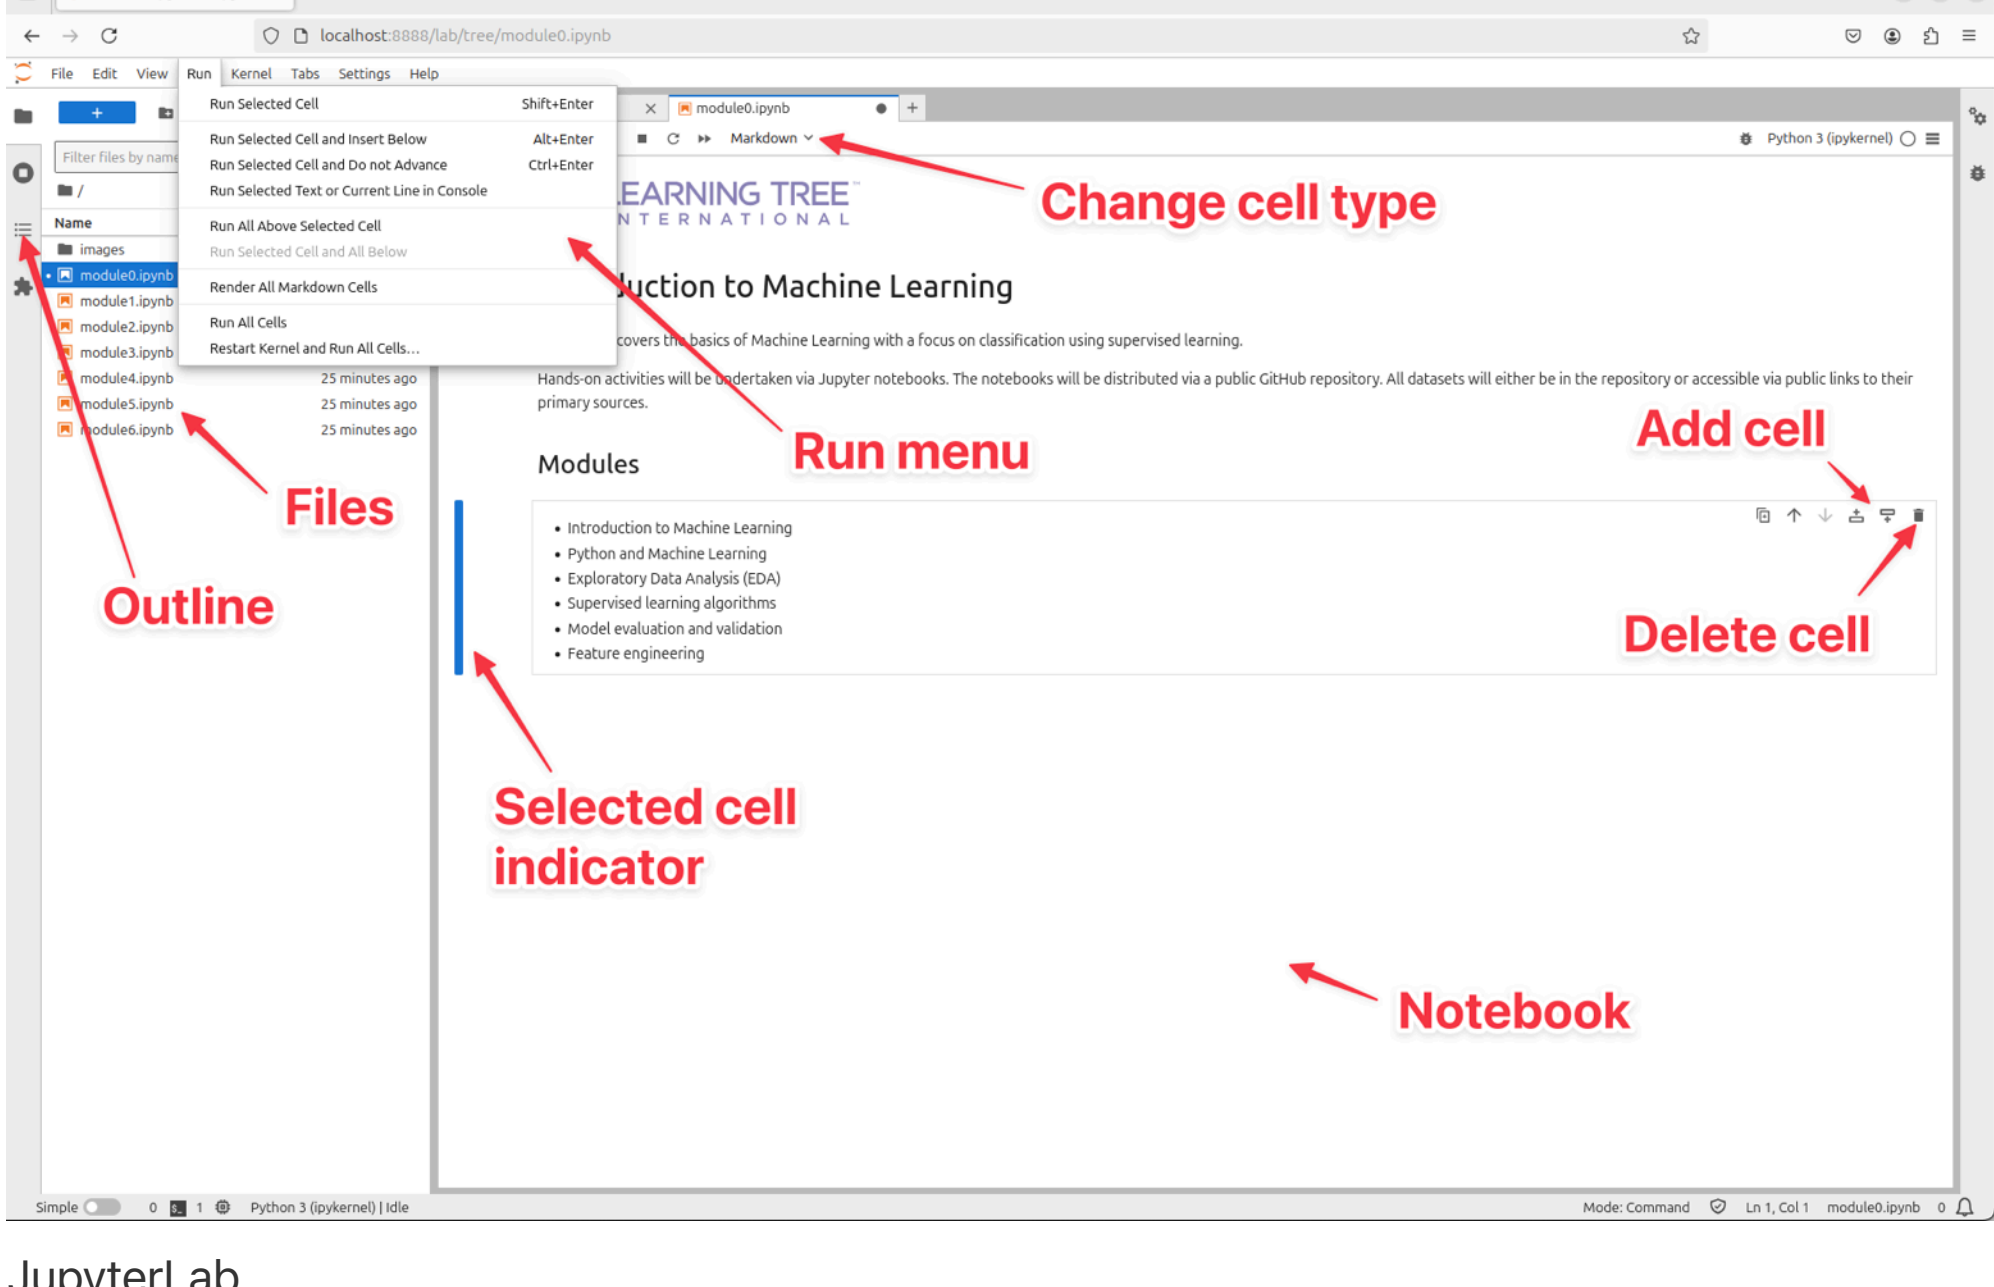 localhost:8888/lab/tree/module0.ipynb
File Edit View Run Kernel Tabs Settings Help
Run Selected Cell Shift+Enter
Run Selected Cell and Insert Below Alt+Enter
Run Selected Cell and Do not Advance Ctrl+Enter
Run Selected Text or Current Line in Console
Run All Above Selected Cell
Run Selected Cell and All Below
Render All Markdown Cells
Run All Cells
Restart Kernel and Run All Cells...
+
Filter files by name
/
Name
images
module0.ipynb
module1.ipynb
module2.ipynb
module3.ipynb
module4.ipynb 25 minutes ago
module5.ipynb 25 minutes ago
module6.ipynb 25 minutes ago
Files
Outline
module0.ipynb
Markdown
Python 3 (ipykernel)
Change cell type
EARNING TREE™
NTERNATIONAL
uction to Machine Learning
covers the basics of Machine Learning with a focus on classification using supervised learning.
Hands-on activities will be undertaken via Jupyter notebooks. The notebooks will be distributed via a public GitHub repository. All datasets will either be in the repository or accessible via public links to their
primary sources.
Run menu
Add cell
Modules
• Introduction to Machine Learning
• Python and Machine Learning
• Exploratory Data Analysis (EDA)
• Supervised learning algorithms
• Model evaluation and validation
• Feature engineering
Delete cell
Selected cell
indicator
Notebook
Simple 0 $_ 1 Python 3 (ipykernel) | Idle
Mode: Command Ln 1, Col 1 module0.ipynb 0
JupyterLab